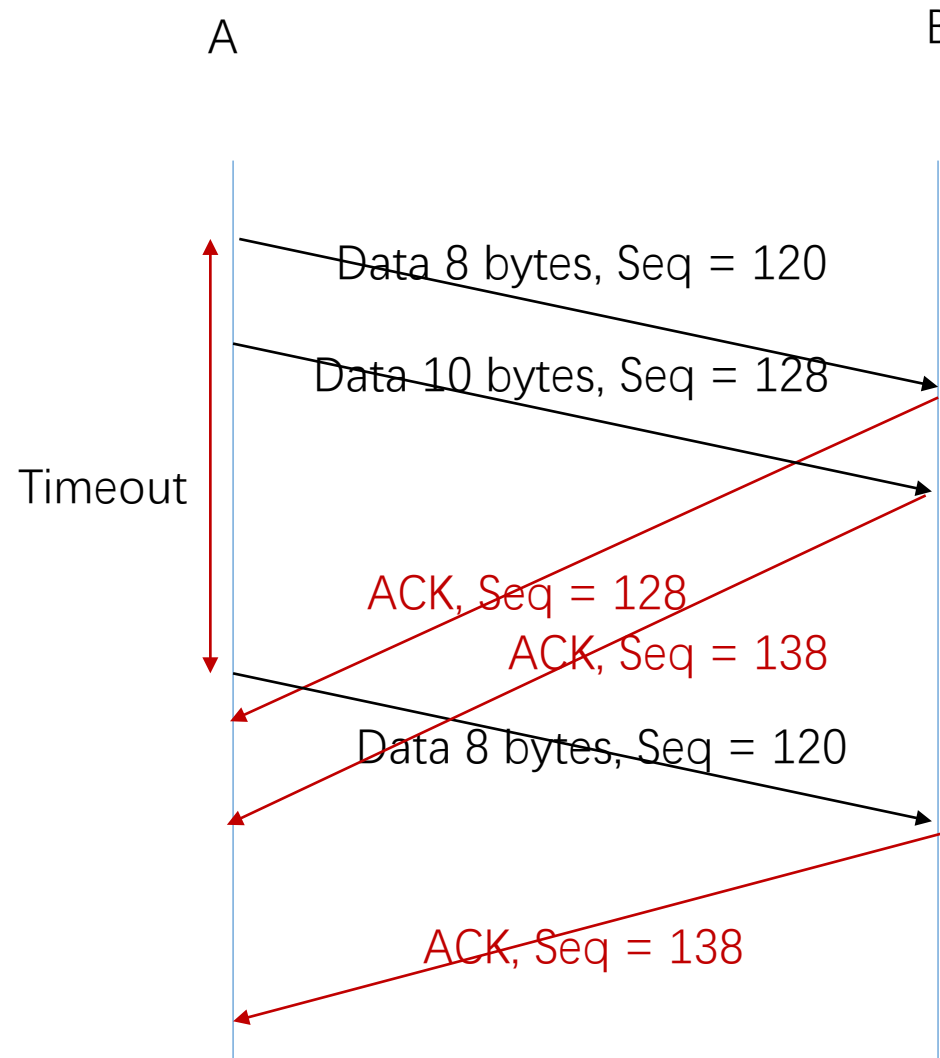 A
B
Data 8 bytes, Seq = 120
Data 10 bytes, Seq = 128
Timeout
ACK, Seq = 128
ACK, Seq = 138
Data 8 bytes, Seq = 120
ACK, Seq = 138